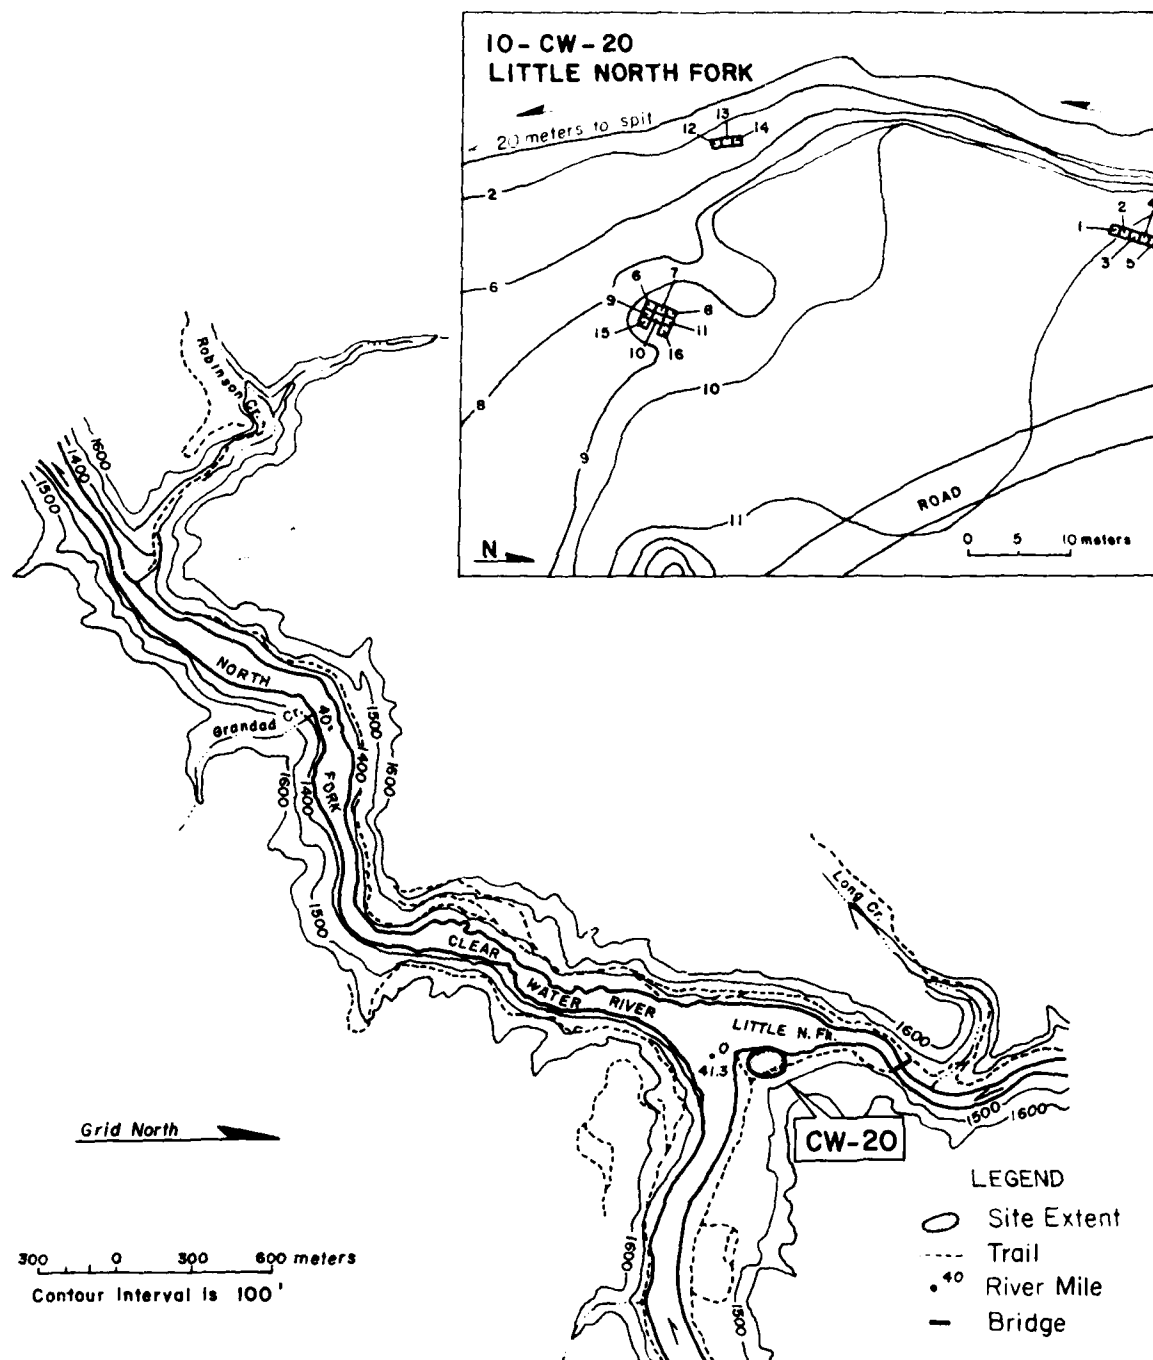 10-CW-20
LITTLE NORTH FORK
20 meters to spit
12
13
14
2
1
2
4
3
5
6
6
7
9
8
15
11
10
16
8
10
9
11
ROAD
N
0 5 10 meters
Robinson Cr.
1600
1400
1500
NORTH
Grandad Cr.
40
1500
1400
1600
FORK
1600
1400
1500
CLEAR
WATER RIVER
Long Cr.
LITTLE N. Fk.
1600
0
41.3
1500
1600
CW-20
Grid North
1600
1500
300 0 300 600 meters
Contour Interval is 100'
LEGEND
Site Extent
Trail
40 River Mile
Bridge